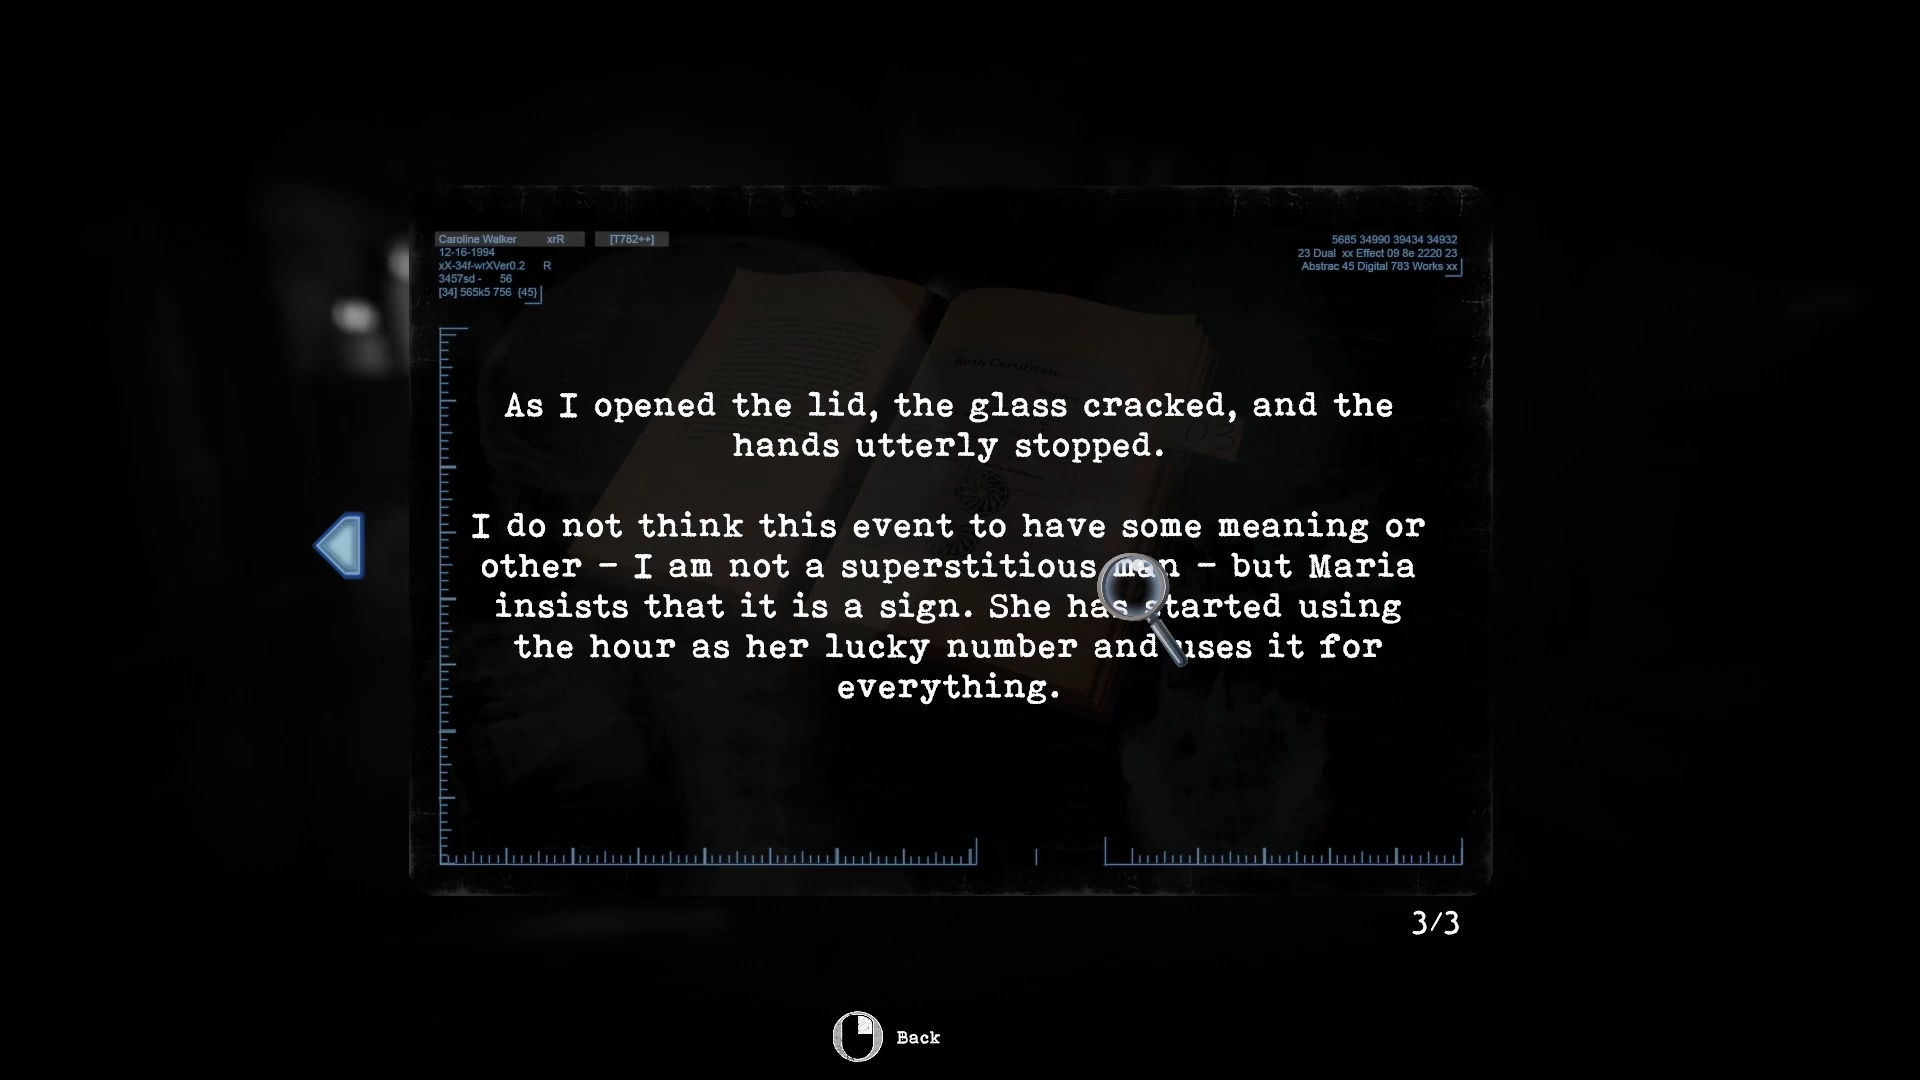 Caroline Walker xrR [T782++]
12-16-1994
xX-34f-wrXVer0.2 R
3457sd - 56
[34] 565k5 756 {45}
5685 34990 39434 34932
23 Dual xx Effect 09 8e 2220 23
Abstrac 45 Digital 783 Works xx
Birth Certificate
03
As I opened the lid, the glass cracked, and the
hands utterly stopped.
I do not think this event to have some meaning or
other - I am not a superstitious man - but Maria
insists that it is a sign. She has started using
the hour as her lucky number and uses it for
everything.
3/3
Back